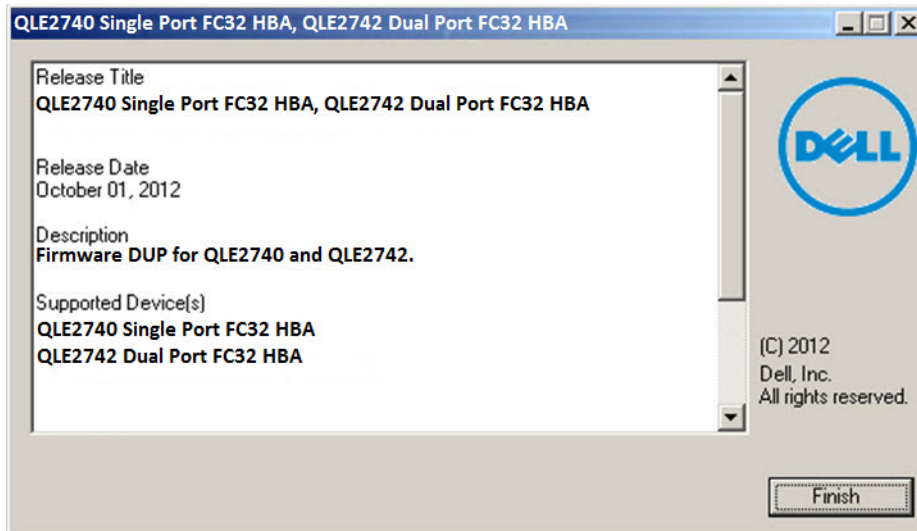 QLE2740 Single Port FC32 HBA, QLE2742 Dual Port FC32 HBA
Release Title
QLE2740 Single Port FC32 HBA, QLE2742 Dual Port FC32 HBA
Release Date
October 01, 2012
Description
Firmware DUP for QLE2740 and QLE2742.
Supported Device(s)
QLE2740 Single Port FC32 HBA
QLE2742 Dual Port FC32 HBA
DELL
(C) 2012
Dell, Inc.
All rights reserved.
Finish